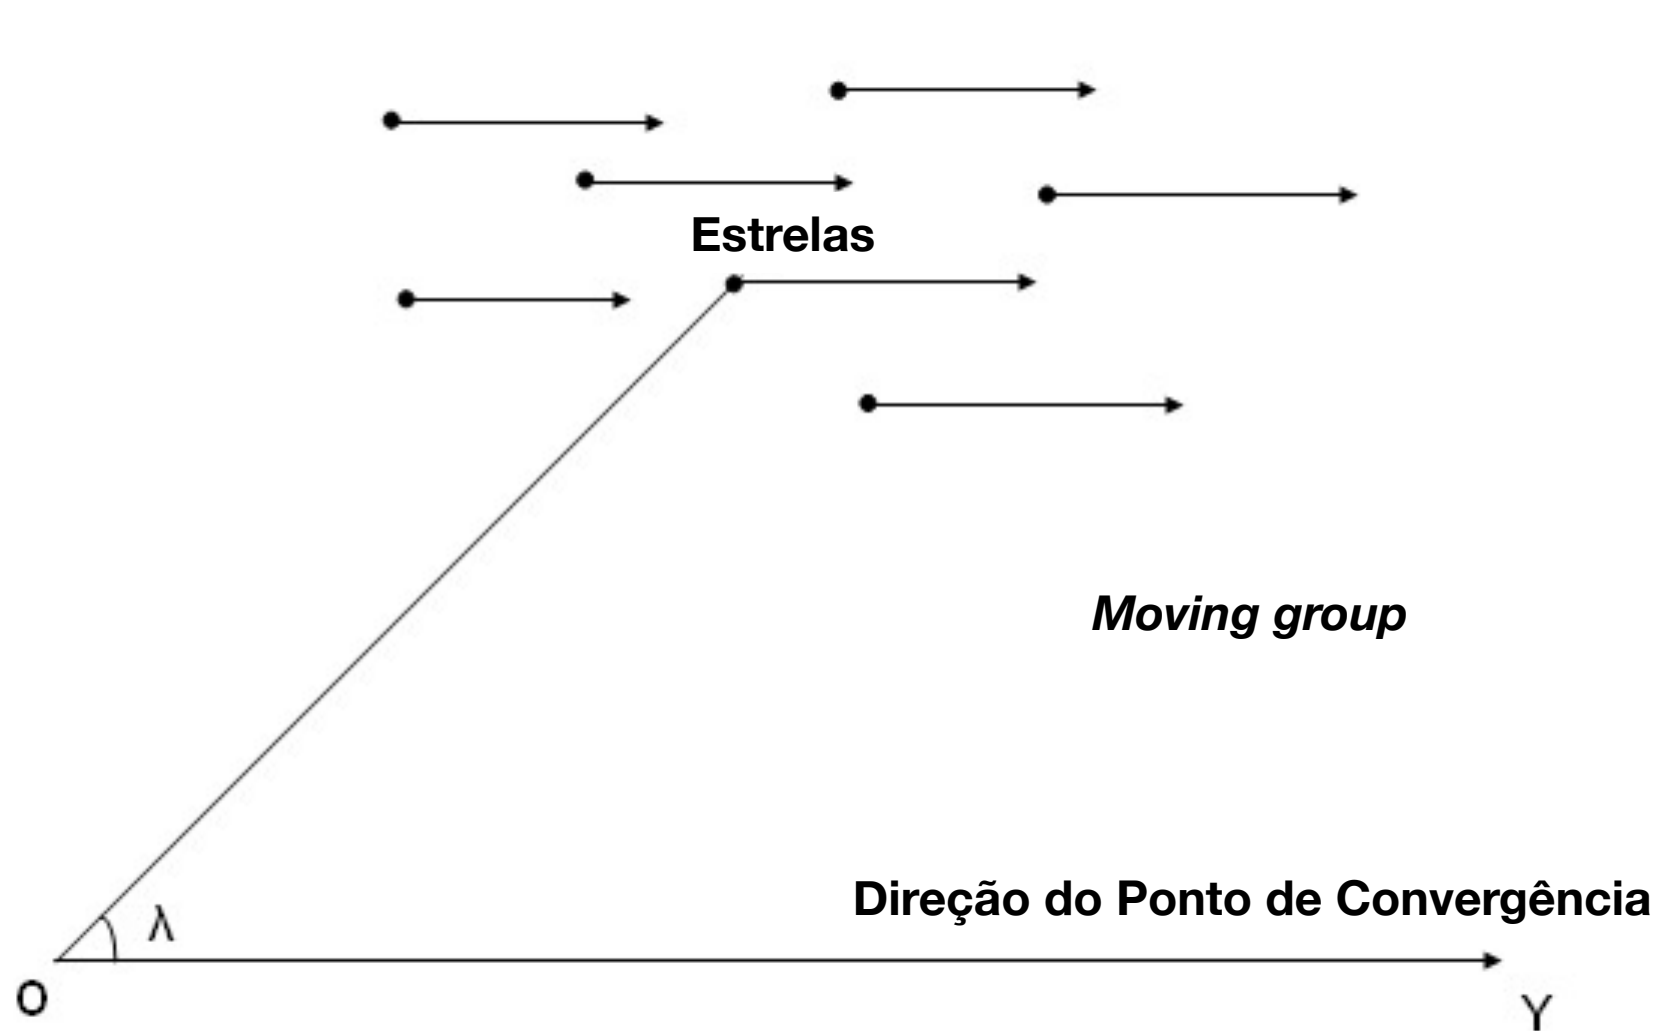 Estrelas
Moving group
Direção do Ponto de Convergência
λ
O
Y